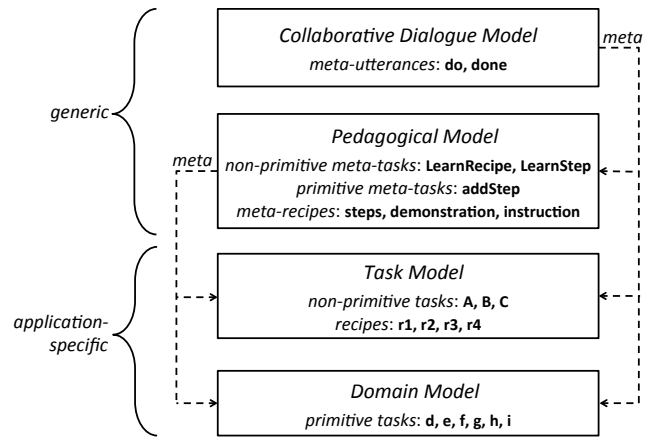 Collaborative Dialogue Model
meta-utterances: do, done
meta
generic
Pedagogical Model
meta
non-primitive meta-tasks: LearnRecipe, LearnStep
primitive meta-tasks: addStep
meta-recipes: steps, demonstration, instruction
Task Model
non-primitive tasks: A, B, C
recipes: r1, r2, r3, r4
application-
specific
Domain Model
primitive tasks: d, e, f, g, h, i